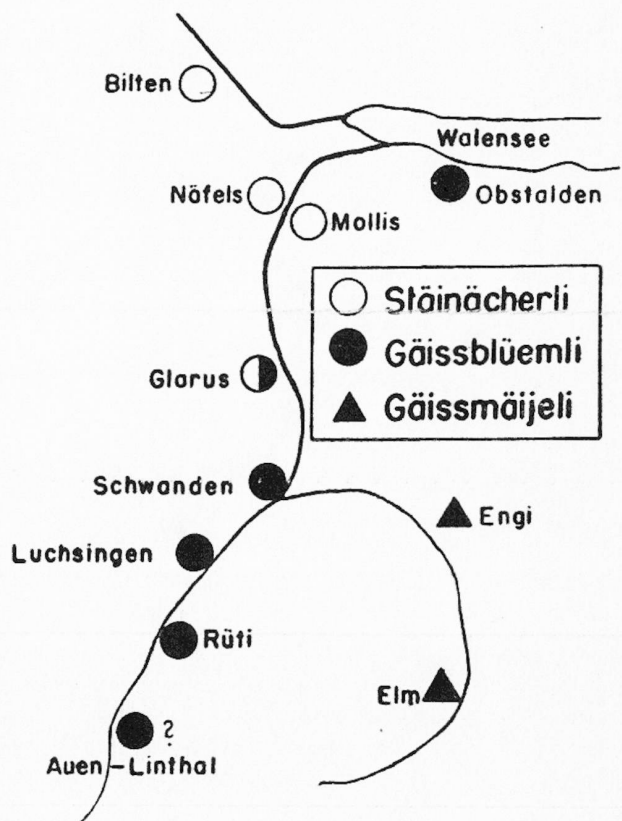 Bilten
Walensee
Näfels
Obstalden
Mollis
Stäinächerli
Gäissblüemli
Gäissmäijeli
Glarus
Schwanden
Engi
Luchsingen
Rüti
Elm
?
Auen-Linthal